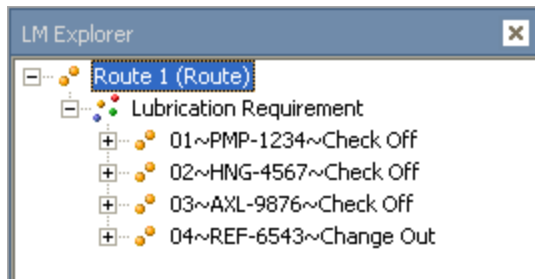 LM Explorer
Route 1 (Route)
Lubrication Requirement
01~PMP-1234~Check Off
02~HNG-4567~Check Off
03~AXL-9876~Check Off
04~REF-6543~Change Out